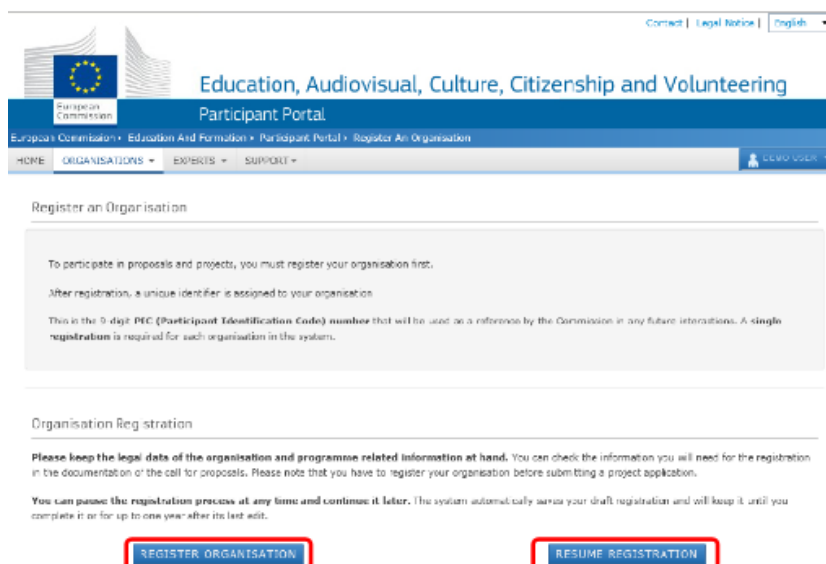 Contact | Legal Notice | English
Education, Audiovisual, Culture, Citizenship and Volunteering
European
Commission
Participant Portal
European Commission › Education And Formation › Participant Portal › Register An Organisation
HOME ORGANISATIONS EXPERTS SUPPORT DEMO USER
Register an Organisation
To participate in proposals and projects, you must register your organisation first.
After registration, a unique identifier is assigned to your organisation
This is the 9-digit PIC (Participant Identification Code) number that will be used as a reference by the Commission in any future interactions. A single
registration is required for each organisation in the system.
Organisation Registration
Please keep the legal data of the organisation and programme related information at hand. You can check the information you will need for the registration
in the documentation of the call for proposals. Please note that you have to register your organisation before submitting a project application.
You can pause the registration process at any time and continue it later. The system automatically saves your draft registration and will keep it until you
complete it or for up to one year after its last edit.
REGISTER ORGANISATION RESUME REGISTRATION